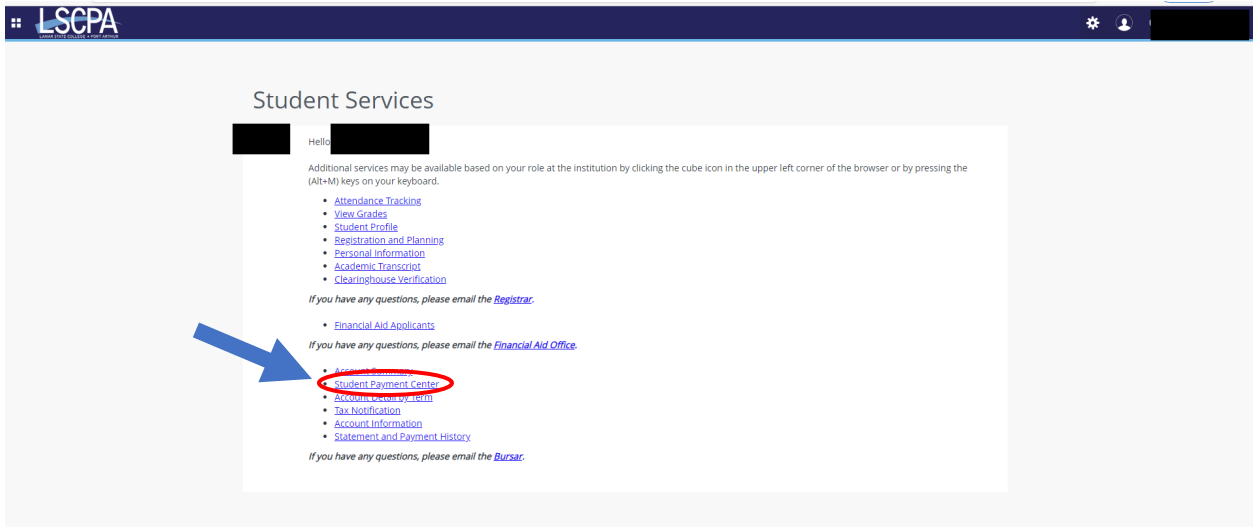 LSCPA
LAMAR STATE COLLEGE • PORT ARTHUR
Student Services
Hello
Additional services may be available based on your role at the institution by clicking the cube icon in the upper left corner of the browser or by pressing the
(Alt+M) keys on your keyboard.
Attendance Tracking
View Grades
Student Profile
Registration and Planning
Personal Information
Academic Transcript
Clearinghouse Verification
If you have any questions, please email the Registrar.
Financial Aid Applicants
If you have any questions, please email the Financial Aid Office.
Account Summary
Student Payment Center
Account Detail by Term
Tax Notification
Account Information
Statement and Payment History
If you have any questions, please email the Bursar.